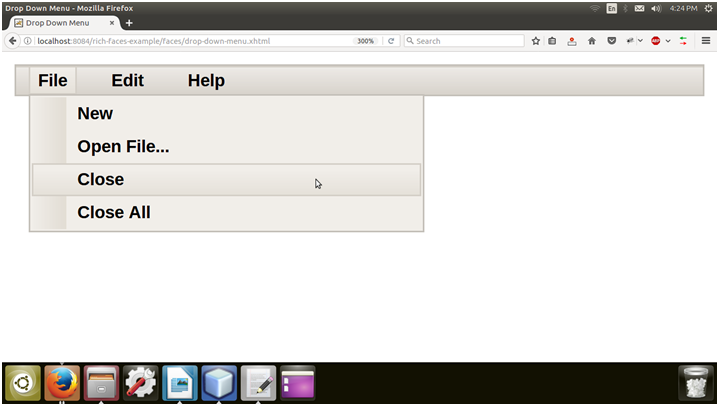 Drop Down Menu - Mozilla Firefox
En
4:24 PM
Drop Down Menu
localhost:8084/rich-faces-example/faces/drop-down-menu.xhtml
300%
Search
ABP
File Edit Help
New
Open File...
Close
Close All